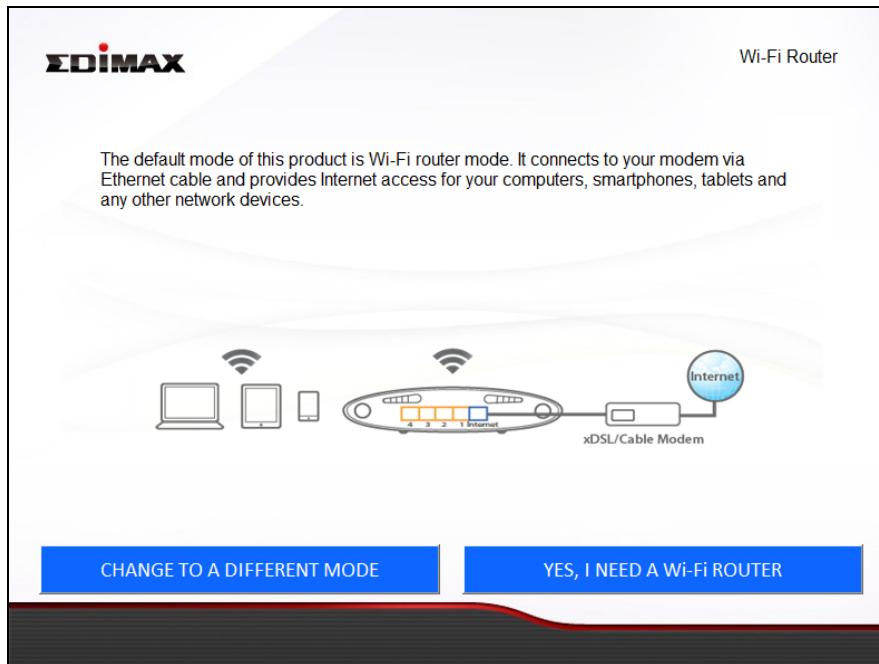 EDIMAX
Wi-Fi Router
The default mode of this product is Wi-Fi router mode. It connects to your modem via
Ethernet cable and provides Internet access for your computers, smartphones, tablets and
any other network devices.
Internet
4 3 2 1 Internet
xDSL/Cable Modem
CHANGE TO A DIFFERENT MODE
YES, I NEED A Wi-Fi ROUTER